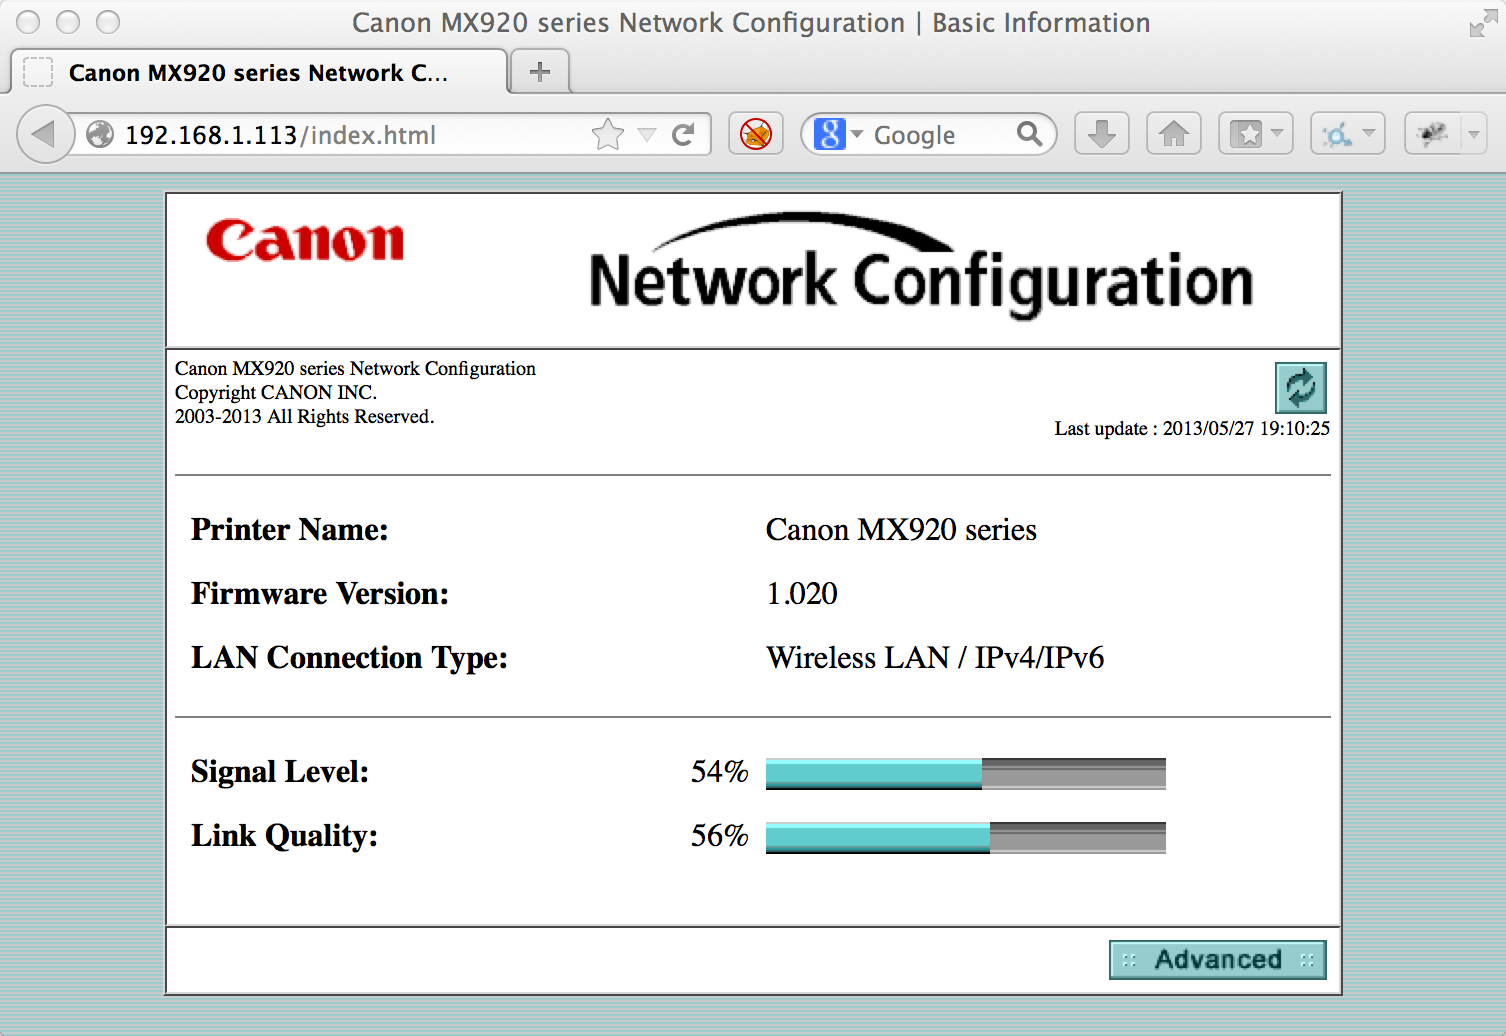 Canon MX920 series Network Configuration | Basic Information
Canon MX920 series Network C...
192.168.1.113/index.html
8 Google
Canon
Network Configuration
Canon MX920 series Network Configuration
Copyright CANON INC.
2003-2013 All Rights Reserved.
Last update : 2013/05/27 19:10:25
Printer Name: Canon MX920 series
Firmware Version: 1.020
LAN Connection Type: Wireless LAN / IPv4/IPv6
Signal Level: 54%
Link Quality: 56%
Advanced